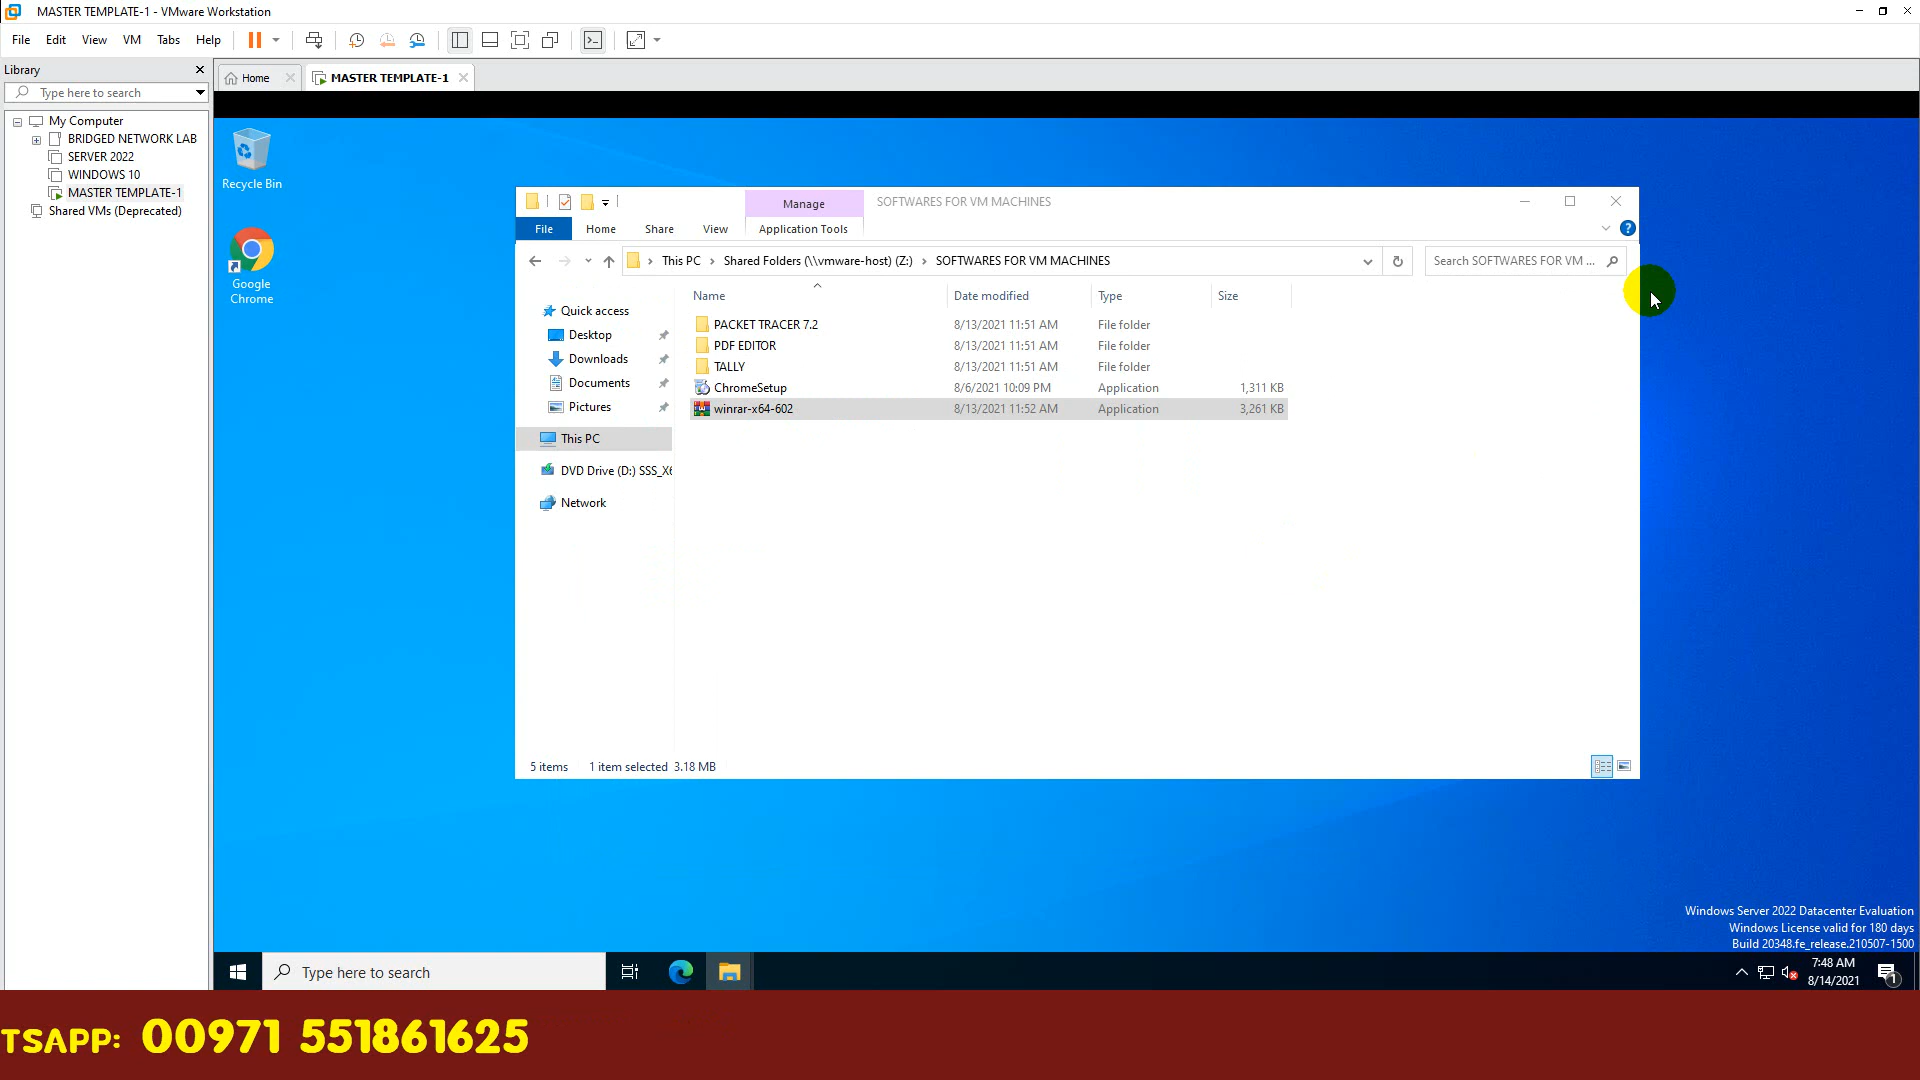 MASTER TEMPLATE-1 - VMware Workstation
File Edit View VM Tabs Help
Library
Type here to search
My Computer
BRIDGED NETWORK LAB
SERVER 2022
WINDOWS 10
MASTER TEMPLATE-1
Shared VMs (Deprecated)
Home MASTER TEMPLATE-1
Recycle Bin
Google
Chrome
Manage SOFTWARES FOR VM MACHINES
File Home Share View Application Tools
This PC Shared Folders (\\vmware-host) (Z:) SOFTWARES FOR VM MACHINES Search SOFTWARES FOR VM ...
Quick access
Desktop
Downloads
Documents
Pictures
This PC
DVD Drive (D:) SSS_X6
Network
Name Date modified Type Size
PACKET TRACER 7.2 8/13/2021 11:51 AM File folder
PDF EDITOR 8/13/2021 11:51 AM File folder
TALLY 8/13/2021 11:51 AM File folder
ChromeSetup 8/6/2021 10:09 PM Application 1,311 KB
winrar-x64-602 8/13/2021 11:52 AM Application 3,261 KB
5 items 1 item selected 3.18 MB
Windows Server 2022 Datacenter Evaluation
Windows License valid for 180 days
Build 20348.fe_release.210507-1500
Type here to search
7:48 AM
8/14/2021
1
TSAPP: 00971 551861625